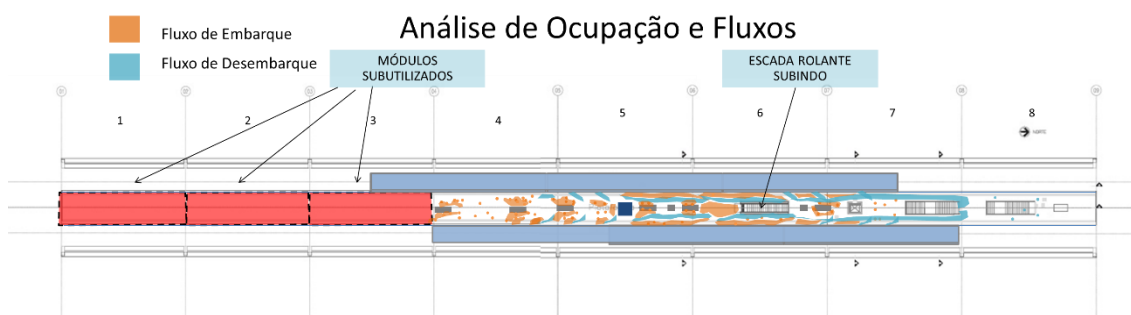 Análise de Ocupação e Fluxos
Fluxo de Embarque
Fluxo de Desembarque
MÓDULOS
SUBUTILIZADOS
ESCADA ROLANTE
SUBINDO
1 2 3 4 5 6 7 8
NORTE